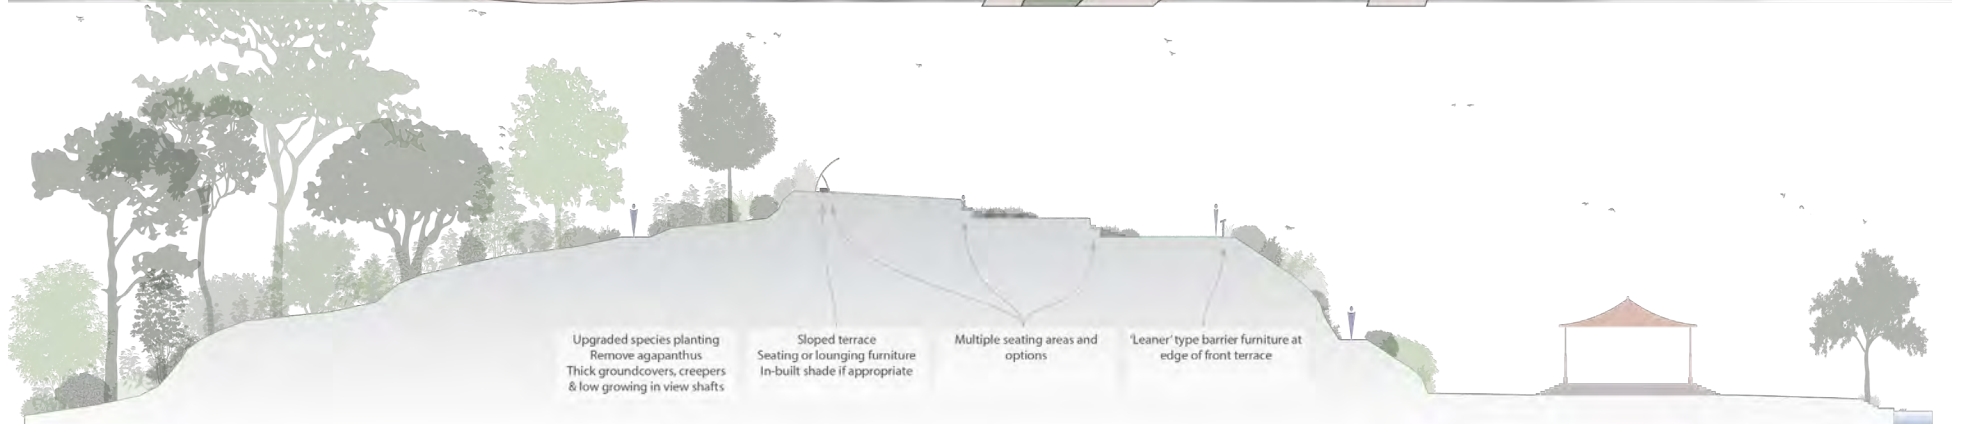 Upgraded species planting
Remove agapanthus
Thick groundcovers, creepers
& low growing in view shafts
Sloped terrace
Seating or lounging furniture
In-built shade if appropriate
Multiple seating areas and
options
'Leaner' type barrier furniture at
edge of front terrace